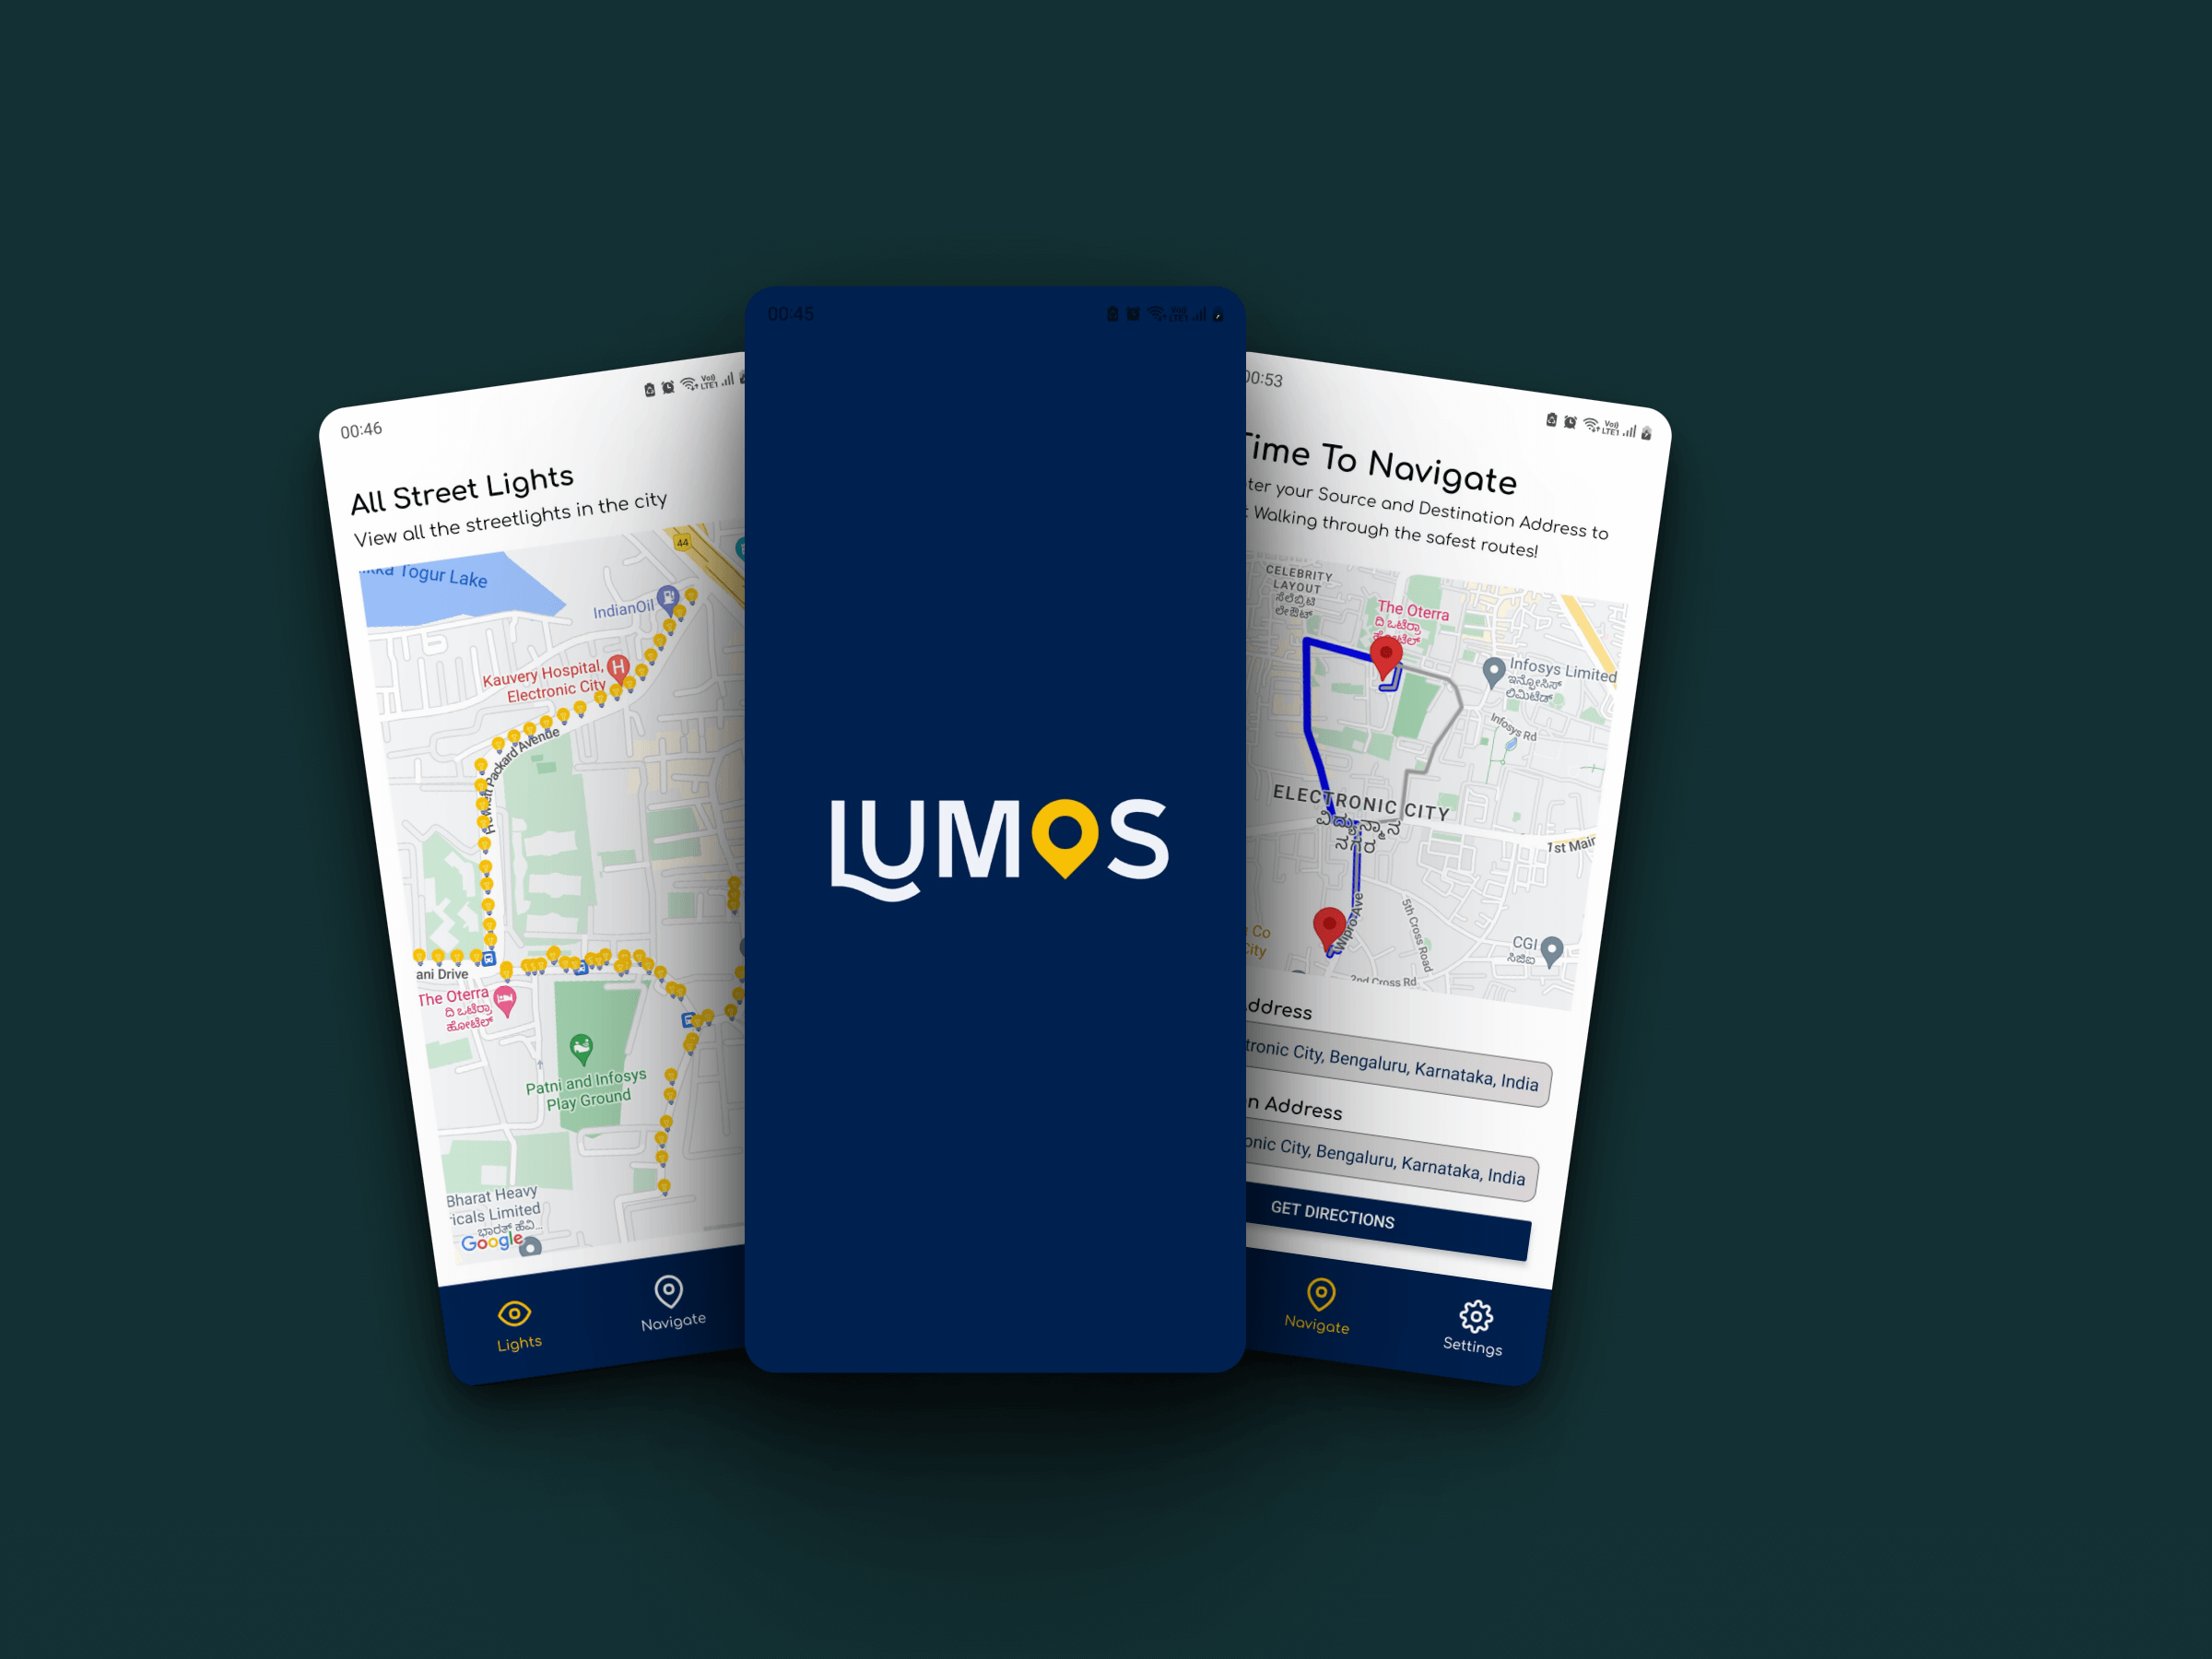 00:46
VoB
LTE1
All Street Lights
View all the streetlights in the city
44
Togur Lake
IndianOil
Kauvery Hospital,
Electronic City
Hewlett Packard Avenue
ani Drive
The Oterra
ದಿ ಒಟೆರ್ರಾ
ಹೋಟೆಲ್
Patni and Infosys
Play Ground
Bharat Heavy
icals Limited
ಭಾರತ್ ಹೆವಿ...
Google
Lights
Navigate
00:45
LUMOS
00:53
Time To Navigate
ter your Source and Destination Address to
Walking through the safest routes!
CELEBRITY
LAYOUT
ಸೆಲೆಬ್ರಿಟಿ
ಲೇಔಟ್
The Oterra
ದಿ ಒಟೆರ್ರಾ
Infosys Limited
ಇನ್ಫೋಸಿಸ್
ಲಿಮಿಟೆಡ್
Infosys Rd
ELECTRONIC CITY
1st Main
Wipro Ave
5th Cross Road
Co
City
CGI
ಸಿಜಿಐ
2nd Cross Rd
ddress
tronic City, Bengaluru, Karnataka, India
n Address
onic City, Bengaluru, Karnataka, India
GET DIRECTIONS
Navigate
Settings